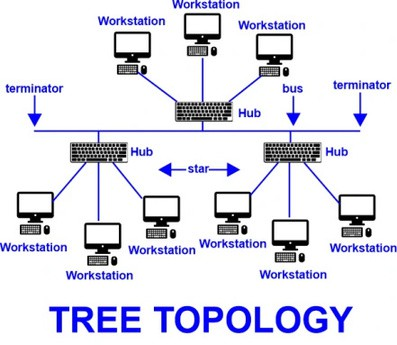 Workstation
Workstation
Workstation
terminator
bus
terminator
Hub
Hub
star
Hub
Workstation
Workstation
Workstation
Workstation
Workstation
Workstation
TREE TOPOLOGY